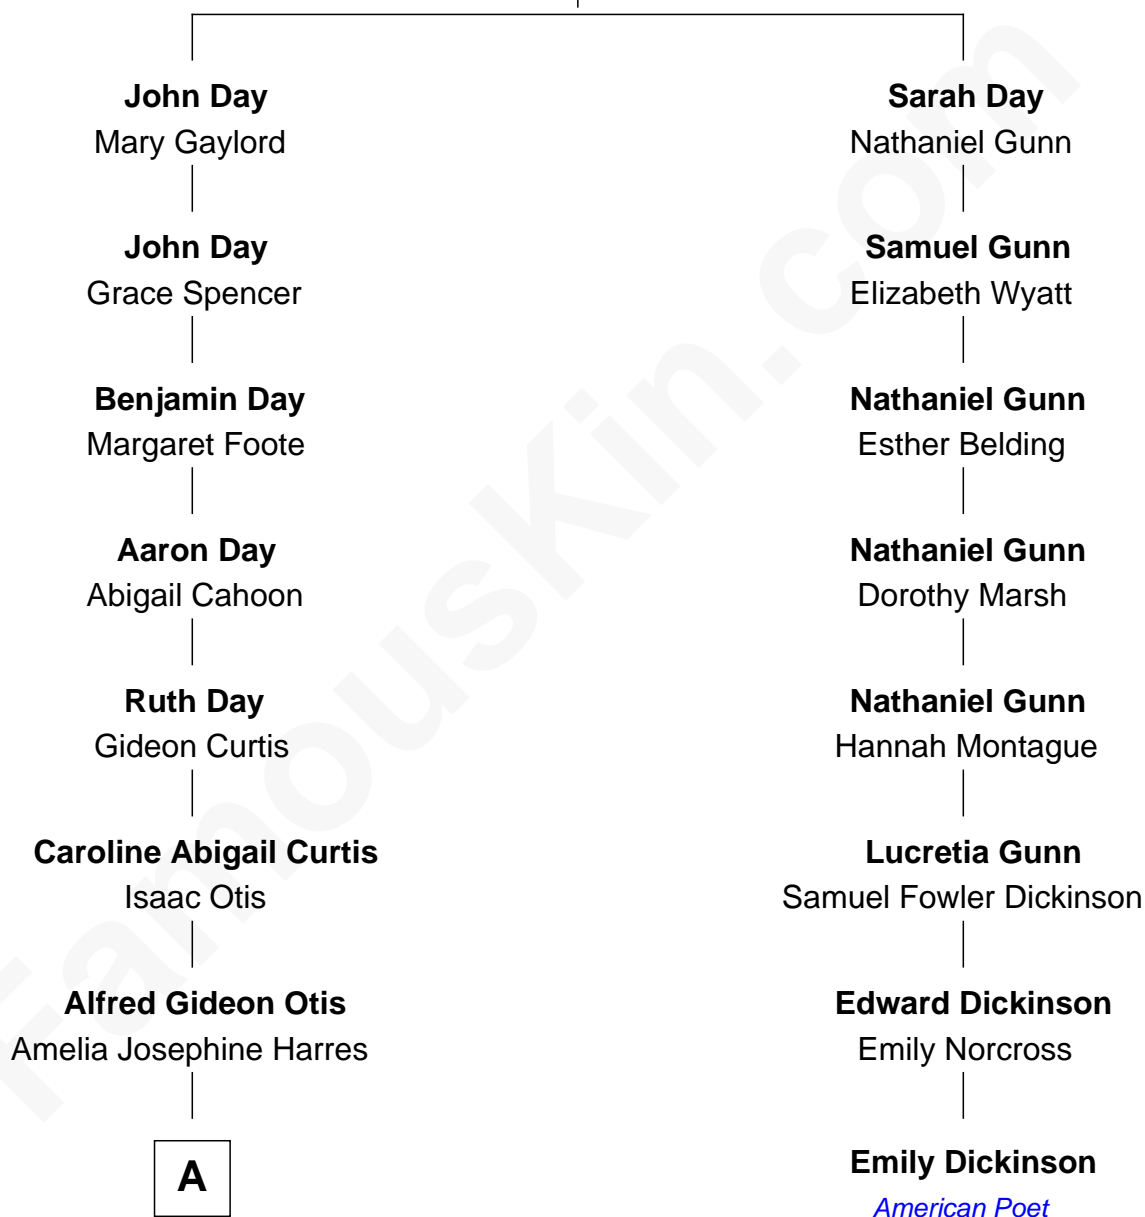 John Day
Mary Gaylord
John Day
Grace Spencer
Benjamin Day
Margaret Foote
Aaron Day
Abigail Cahoon
Ruth Day
Gideon Curtis
Caroline Abigail Curtis
Isaac Otis
Alfred Gideon Otis
Amelia Josephine Harres
A
Sarah Day
Nathaniel Gunn
Samuel Gunn
Elizabeth Wyatt
Nathaniel Gunn
Esther Belding
Nathaniel Gunn
Dorothy Marsh
Nathaniel Gunn
Hannah Montague
Lucretia Gunn
Samuel Fowler Dickinson
Edward Dickinson
Emily Norcross
Emily Dickinson
American Poet
FamousKin.com